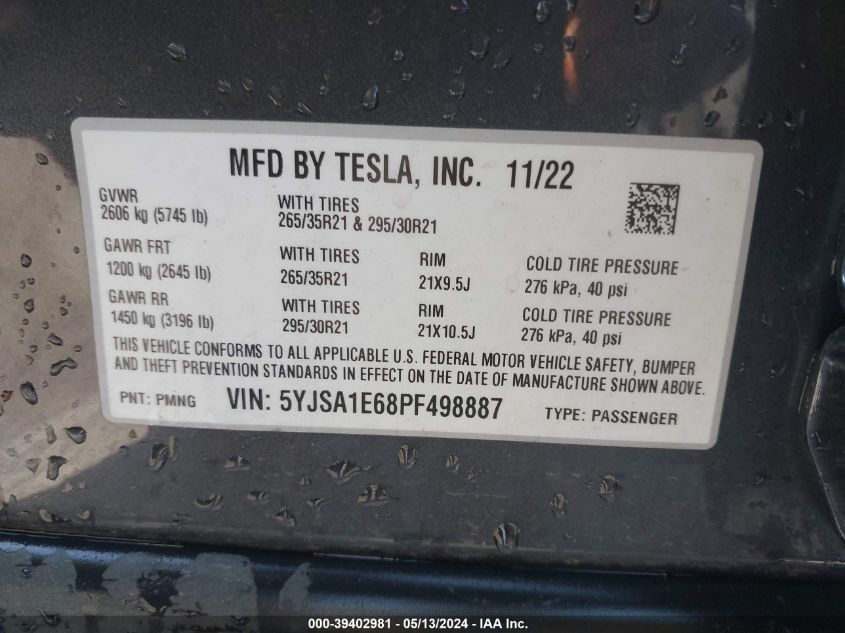 MFD BY TESLA, INC. 11/22
GVWR
2606 kg (5745 lb)
WITH TIRES
265/35R21 & 295/30R21
GAWR FRT
1200 kg (2645 lb)
WITH TIRES
265/35R21
RIM
21X9.5J
COLD TIRE PRESSURE
276 kPa, 40 psi
GAWR RR
1450 kg (3196 lb)
WITH TIRES
295/30R21
RIM
21X10.5J
COLD TIRE PRESSURE
276 kPa, 40 psi
THIS VEHICLE CONFORMS TO ALL APPLICABLE U.S. FEDERAL MOTOR VEHICLE SAFETY, BUMPER
AND THEFT PREVENTION STANDARDS IN EFFECT ON THE DATE OF MANUFACTURE SHOWN ABOVE.
PNT: PMNG VIN: 5YJSA1E68PF498887 TYPE: PASSENGER
000-39402981 - 05/13/2024 - IAA Inc.